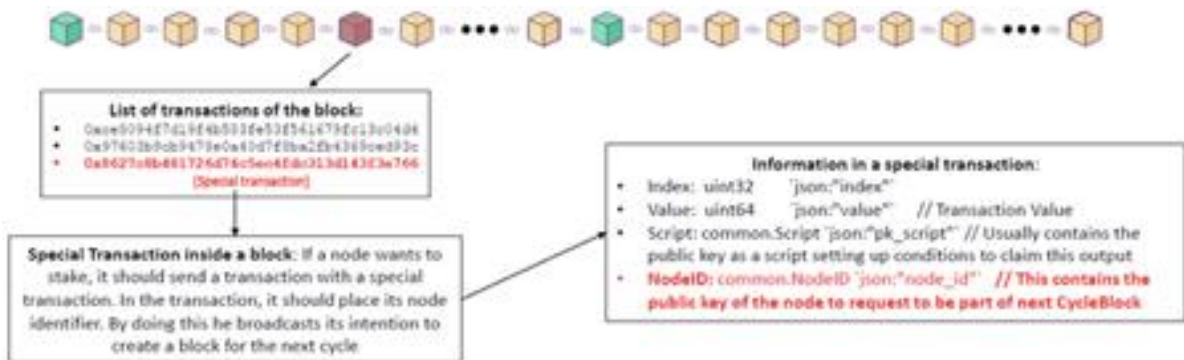 List of transactions of the block:
[Special transaction]
Special Transaction inside a block: If a node wants to
stake, it should send a transaction with a special
transaction. In the transaction, it should place its node
identifier. By doing this he broadcasts its intention to
create a block for the next cycle
Information in a special transaction:
• Index: uint32 `json:"index"`
• Value: uint64 `json:"value"` // Transaction Value
• Script: common.Script `json:"pk_script"` // Usually contains the
public key as a script setting up conditions to claim this output
• NodeID: common.NodeID `json:"node_id"` // This contains the
public key of the node to request to be part of next CycleBlock